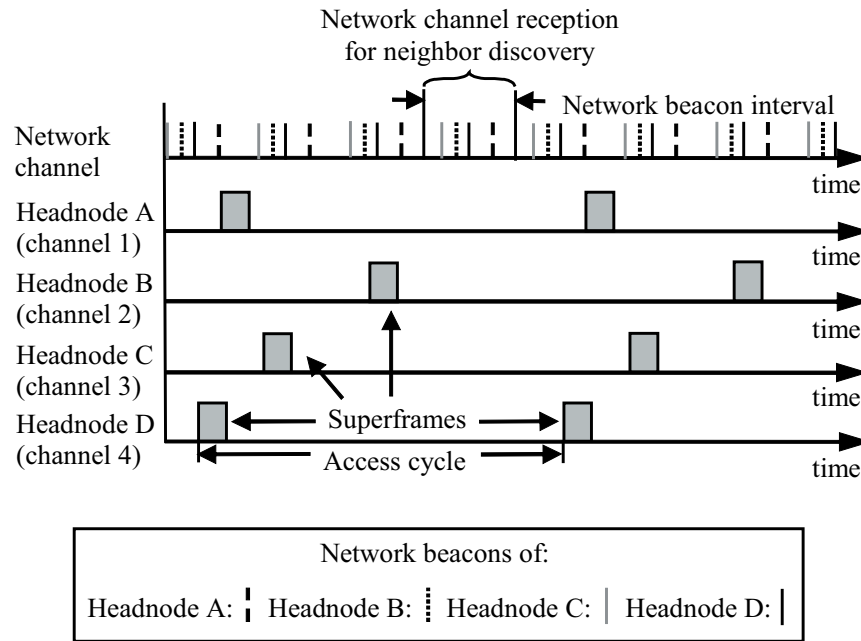 Network channel reception
for neighbor discovery
Network beacon interval
Network
channel
time
Headnode A
(channel 1)
time
Headnode B
(channel 2)
time
Headnode C
(channel 3)
time
Headnode D
(channel 4)
Superframes
Access cycle
time
Network beacons of:
Headnode A: Headnode B: Headnode C: Headnode D: